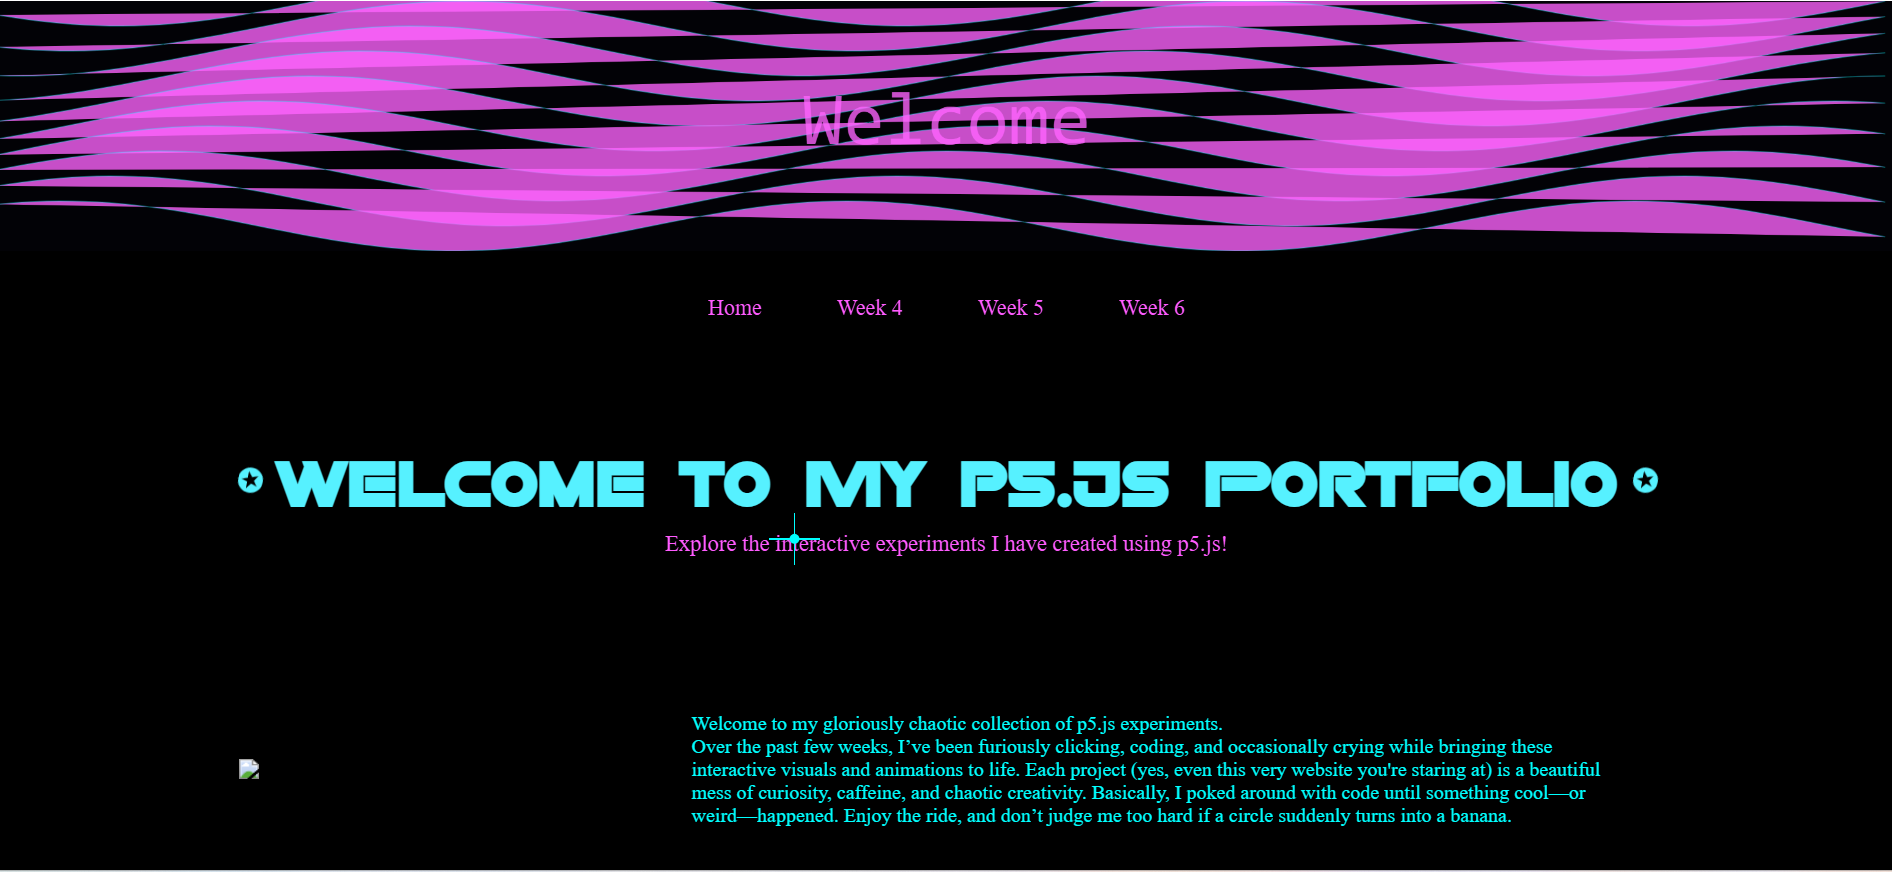 Welcome
Home Week 4 Week 5 Week 6
WELCOME TO MY P5.JS PORTFOLIO
Explore the interactive experiments I have created using p5.js!
Welcome to my gloriously chaotic collection of p5.js experiments.
Over the past few weeks, I’ve been furiously clicking, coding, and occasionally crying while bringing these
interactive visuals and animations to life. Each project (yes, even this very website you're staring at) is a beautiful
mess of curiosity, caffeine, and chaotic creativity. Basically, I poked around with code until something cool—or
weird—happened. Enjoy the ride, and don’t judge me too hard if a circle suddenly turns into a banana.